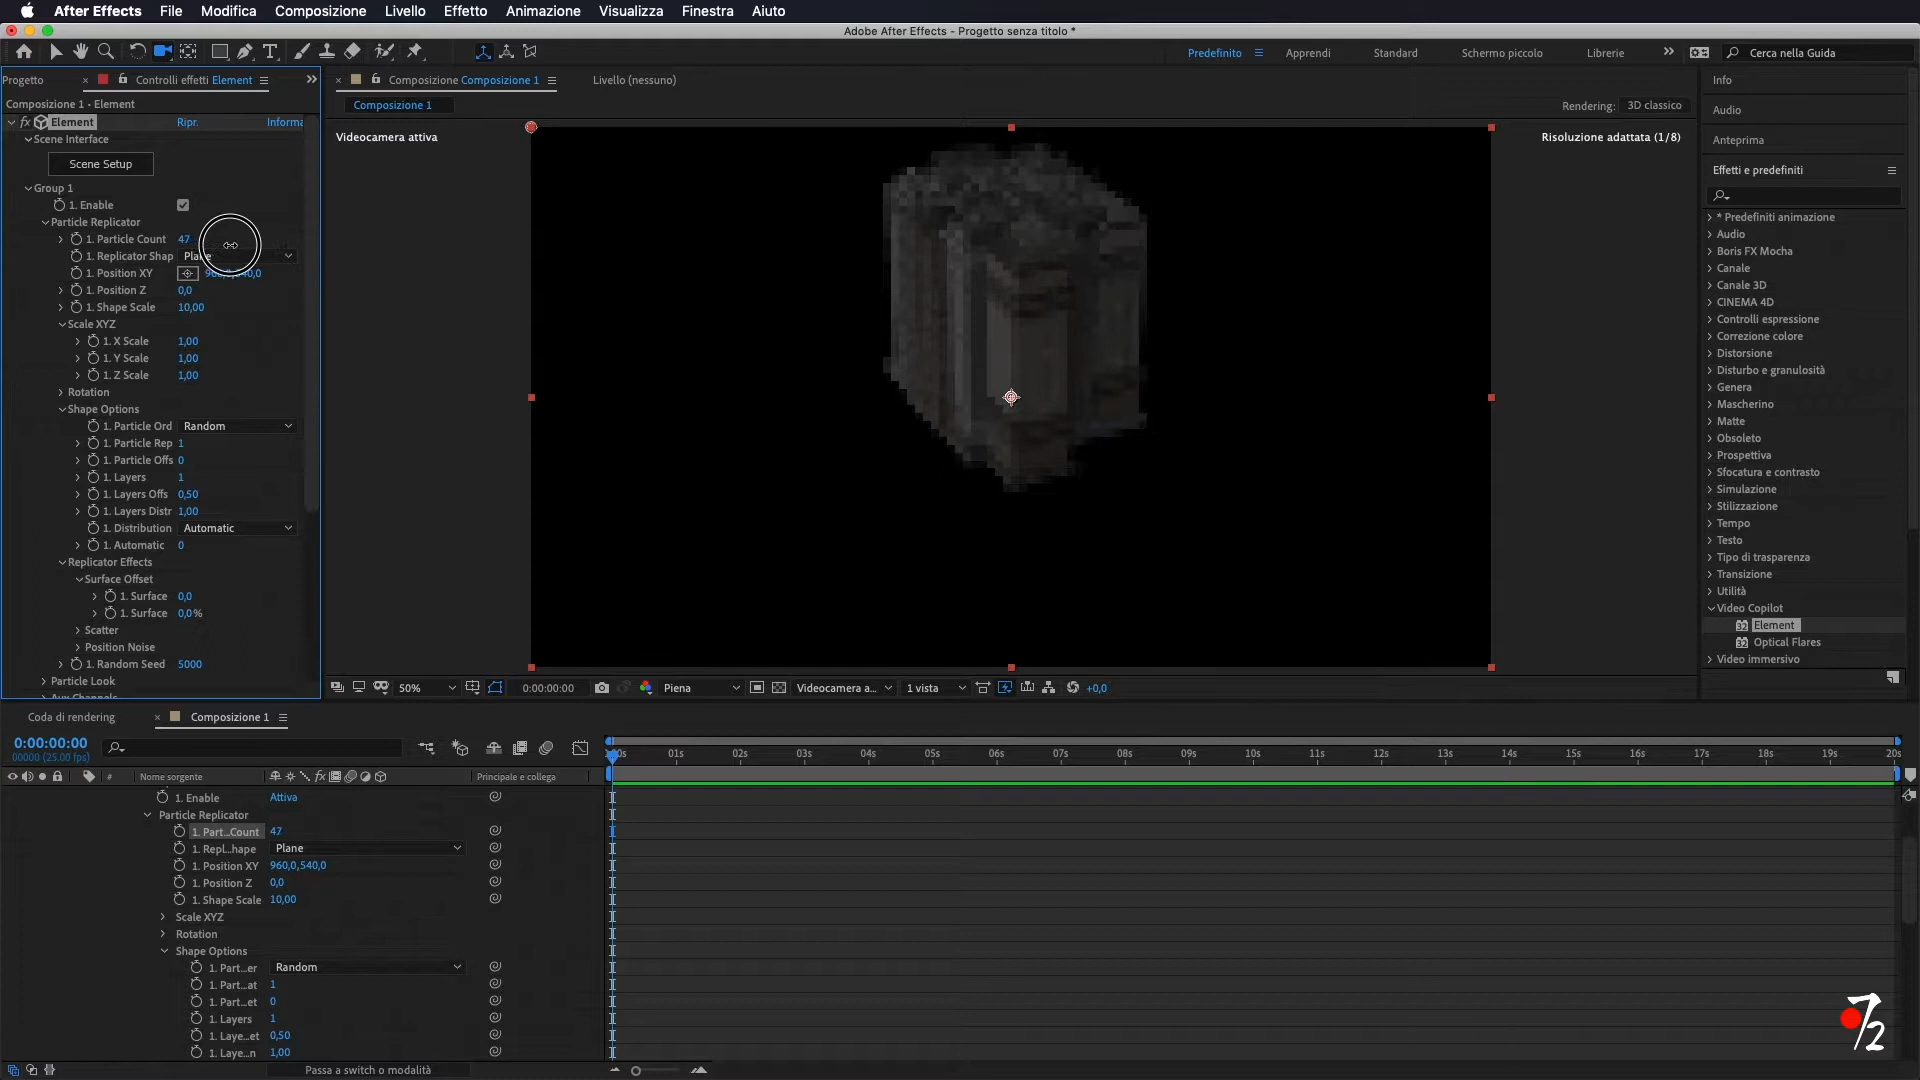 After Effects File Modifica Composizione Livello Effetto Animazione Visualizza Finestra Aiuto
Adobe After Effects - Progetto senza titolo *
Predefinito Apprendi Standard Schermo piccolo Librerie Cerca nella Guida
Progetto Controlli effetti Element
Composizione Composizione 1 Livello (nessuno)
Composizione 1 • Element
Composizione 1
Rendering: 3D classico
fx Element Ripr. Informa
Scene Interface
Scene Setup
Group 1
1. Enable
Particle Replicator
1. Particle Count 47
1. Replicator Shap Plane
1. Position XY
1. Position Z 0,0
1. Shape Scale 10,00
Scale XYZ
1. X Scale 1,00
1. Y Scale 1,00
1. Z Scale 1,00
Rotation
Shape Options
1. Particle Ord Random
1. Particle Rep 1
1. Particle Offs 0
1. Layers 1
1. Layers Offs 0,50
1. Layers Distr 1,00
1. Distribution Automatic
1. Automatic 0
Replicator Effects
Surface Offset
1. Surface 0,0
1. Surface 0,0%
Scatter
Position Noise
1. Random Seed 5000
Particle Look
Videocamera attiva
Risoluzione adattata (1/8)
50% 0:00:00:00 Piena Videocamera a... 1 vista +0,0
Info
Audio
Anteprima
Effetti e predefiniti
* Predefiniti animazione
Audio
Boris FX Mocha
Canale
Canale 3D
CINEMA 4D
Controlli espressione
Correzione colore
Distorsione
Disturbo e granulosità
Genera
Mascherino
Matte
Obsoleto
Prospettiva
Sfocatura e contrasto
Simulazione
Stilizzazione
Tempo
Testo
Tipo di trasparenza
Transizione
Utilità
Video Copilot
32 Element
32 Optical Flares
Video immersivo
Coda di rendering Composizione 1
0:00:00:00
00000 (25.00 fps)
01s 02s 03s 04s 05s 06s 07s 08s 09s 10s 11s 12s 13s 14s 15s 16s 17s 18s 19s 20s
# Nome sorgente fx Principale e collega
1. Enable Attiva
Particle Replicator
1. Part...Count 47
1. Repl...hape Plane
1. Position XY 960,0,540,0
1. Position Z 0,0
1. Shape Scale 10,00
Scale XYZ
Rotation
Shape Options
1. Part...er Random
1. Part...at 1
1. Part...et 0
1. Layers 1
1. Laye...et 0,50
1. Laye...n 1,00
Passa a switch o modalità
7/2